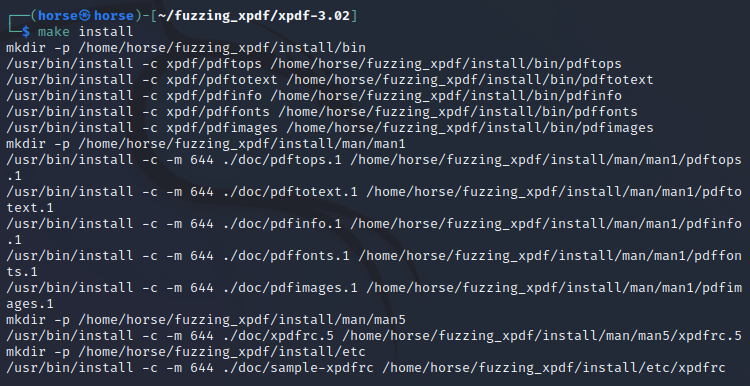 ┌──(horse㉿horse)-[~/fuzzing_xpdf/xpdf-3.02]
└─$ make install
mkdir -p /home/horse/fuzzing_xpdf/install/bin
/usr/bin/install -c xpdf/pdftops /home/horse/fuzzing_xpdf/install/bin/pdftops
/usr/bin/install -c xpdf/pdftotext /home/horse/fuzzing_xpdf/install/bin/pdftotext
/usr/bin/install -c xpdf/pdfinfo /home/horse/fuzzing_xpdf/install/bin/pdfinfo
/usr/bin/install -c xpdf/pdffonts /home/horse/fuzzing_xpdf/install/bin/pdffonts
/usr/bin/install -c xpdf/pdfimages /home/horse/fuzzing_xpdf/install/bin/pdfimages
mkdir -p /home/horse/fuzzing_xpdf/install/man/man1
/usr/bin/install -c -m 644 ./doc/pdftops.1 /home/horse/fuzzing_xpdf/install/man/man1/pdftops
.1
/usr/bin/install -c -m 644 ./doc/pdftotext.1 /home/horse/fuzzing_xpdf/install/man/man1/pdfto
text.1
/usr/bin/install -c -m 644 ./doc/pdfinfo.1 /home/horse/fuzzing_xpdf/install/man/man1/pdfinfo
.1
/usr/bin/install -c -m 644 ./doc/pdffonts.1 /home/horse/fuzzing_xpdf/install/man/man1/pdffon
ts.1
/usr/bin/install -c -m 644 ./doc/pdfimages.1 /home/horse/fuzzing_xpdf/install/man/man1/pdfim
ages.1
mkdir -p /home/horse/fuzzing_xpdf/install/man/man5
/usr/bin/install -c -m 644 ./doc/xpdfrc.5 /home/horse/fuzzing_xpdf/install/man/man5/xpdfrc.5
mkdir -p /home/horse/fuzzing_xpdf/install/etc
/usr/bin/install -c -m 644 ./doc/sample-xpdfrc /home/horse/fuzzing_xpdf/install/etc/xpdfrc